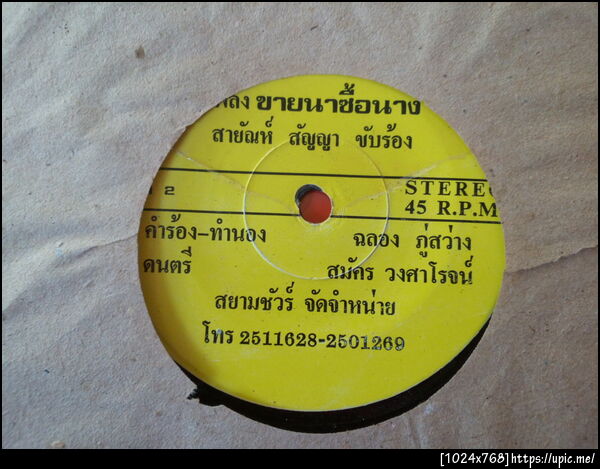 ขายนาซื้อนาง
สายัณห์ สัญญา ขับร้อง
2 STEREO
45 R.P.M
คำร้อง-ทำนอง ฉลอง ภู่สว่าง
ดนตรี สมัคร วงศาโรจน์
สยามชัวร์ จัดจำหน่าย
โทร 2511628-2501269
[1024x768]https://upic.me/